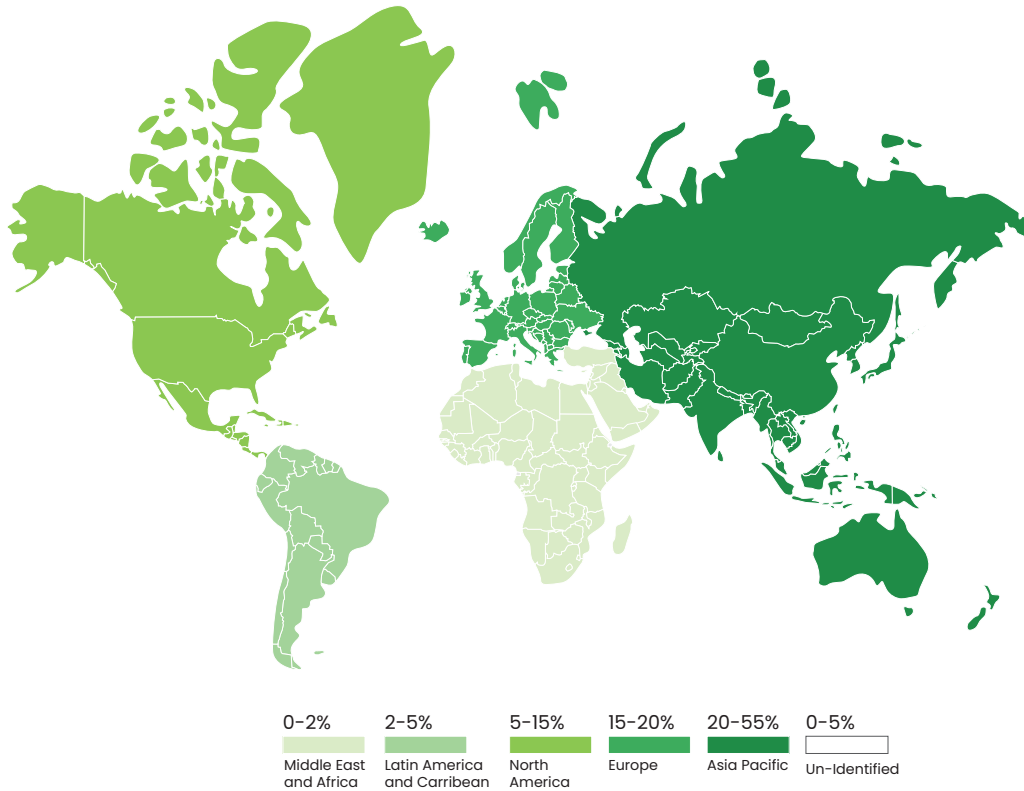 0-2%
2-5%
5-15%
15-20%
20-55%
0-5%
Middle East
and Africa
Latin America
and Carribean
North
America
Europe
Asia Pacific
Un-Identified